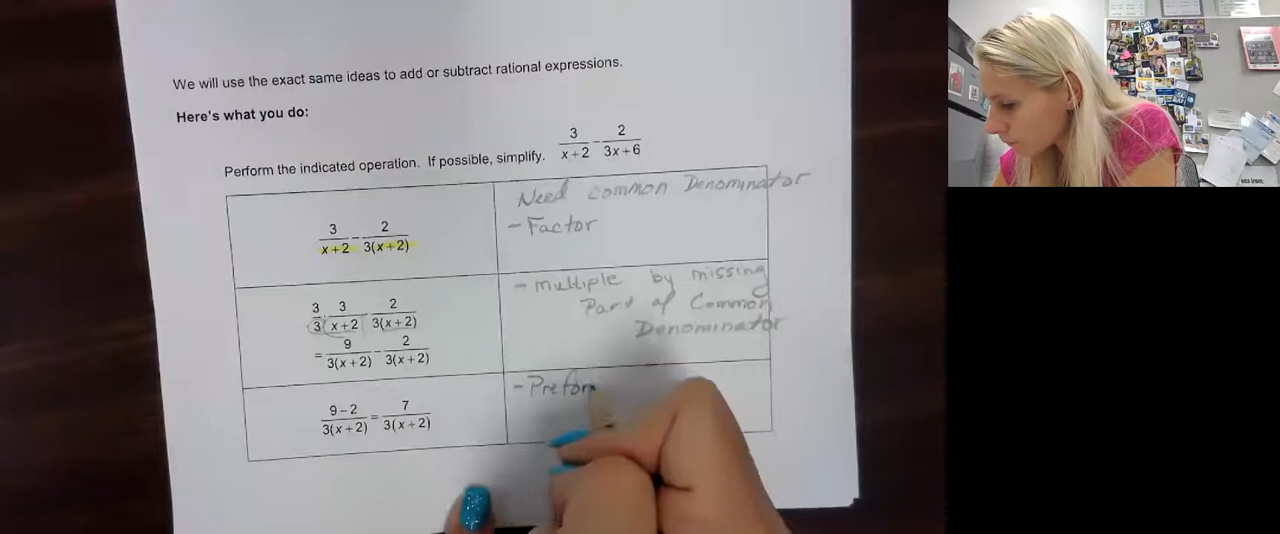 We will use the exact same ideas to add or subtract rational expressions.
Here's what you do:
Perform the indicated operation. If possible, simplify. 3/(x+2) - 2/(3x+6)
3/(x+2) - 2/(3(x+2))
Need common Denominator
- Factor
3/3 · 3/(x+2) - 2/(3(x+2))
= 9/(3(x+2)) - 2/(3(x+2))
- Multiple by missing
Part of Common
Denominator
(9-2)/(3(x+2)) = 7/(3(x+2))
- Preform